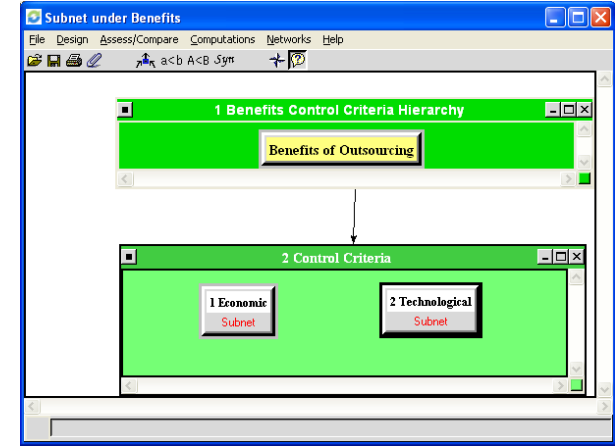 Subnet under Benefits
File Design Assess/Compare Computations Networks Help
a<b A<B Syn
1 Benefits Control Criteria Hierarchy
Benefits of Outsourcing
2 Control Criteria
1 Economic
Subnet
2 Technological
Subnet